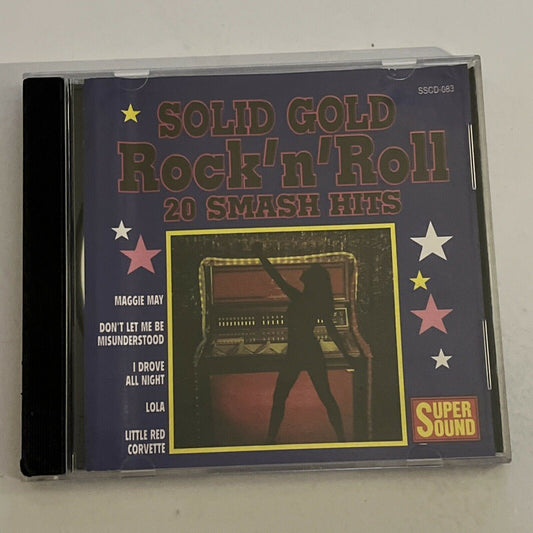 SSCD-083
SOLID GOLD
Rock'n'Roll
20 SMASH HITS
MAGGIE MAY
DON'T LET ME BE
MISUNDERSTOOD
I DROVE
ALL NIGHT
LOLA
LITTLE RED
CORVETTE
SUPER
SOUND